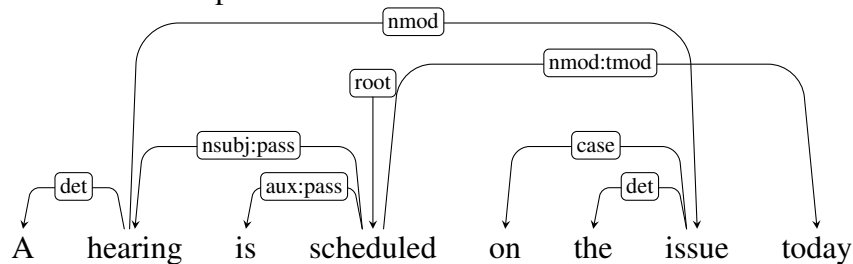 nmod
nmod:tmod
root
nsubj:pass case
det aux:pass det
A hearing is scheduled on the issue today